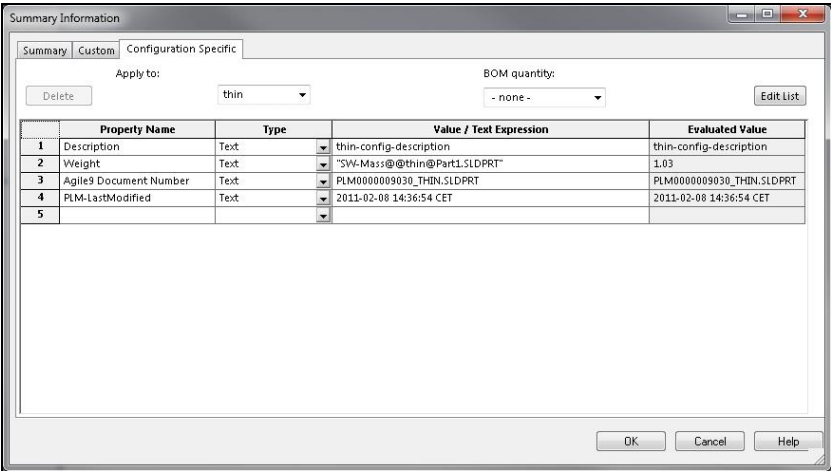 Summary Information
Summary Custom Configuration Specific
Apply to: BOM quantity:
Delete thin - none - Edit List
Property Name Type Value / Text Expression Evaluated Value
1 Description Text thin-config-description thin-config-description
2 Weight Text "SW-Mass@@thin@Part1.SLDPRT" 1.03
3 Agile9 Document Number Text PLM0000009030_THIN.SLDPRT PLM0000009030_THIN.SLDPRT
4 PLM-LastModified Text 2011-02-08 14:36:54 CET 2011-02-08 14:36:54 CET
5
OK Cancel Help